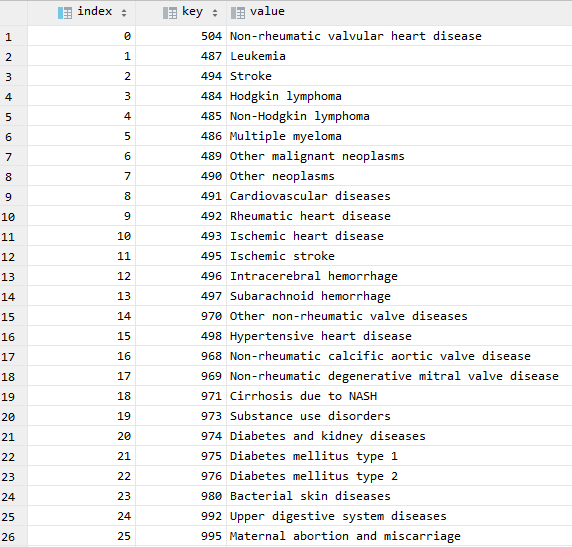 index key value
1 0 504 Non-rheumatic valvular heart disease
2 1 487 Leukemia
3 2 494 Stroke
4 3 484 Hodgkin lymphoma
5 4 485 Non-Hodgkin lymphoma
6 5 486 Multiple myeloma
7 6 489 Other malignant neoplasms
8 7 490 Other neoplasms
9 8 491 Cardiovascular diseases
10 9 492 Rheumatic heart disease
11 10 493 Ischemic heart disease
12 11 495 Ischemic stroke
13 12 496 Intracerebral hemorrhage
14 13 497 Subarachnoid hemorrhage
15 14 970 Other non-rheumatic valve diseases
16 15 498 Hypertensive heart disease
17 16 968 Non-rheumatic calcific aortic valve disease
18 17 969 Non-rheumatic degenerative mitral valve disease
19 18 971 Cirrhosis due to NASH
20 19 973 Substance use disorders
21 20 974 Diabetes and kidney diseases
22 21 975 Diabetes mellitus type 1
23 22 976 Diabetes mellitus type 2
24 23 980 Bacterial skin diseases
25 24 992 Upper digestive system diseases
26 25 995 Maternal abortion and miscarriage